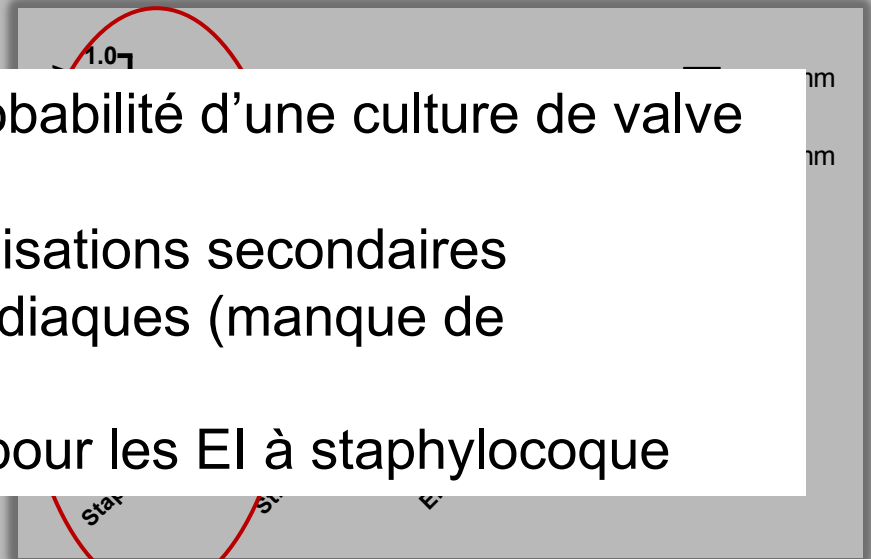 1.0
obabilité d’une culture de valve
isations secondaires
diaques (manque de
pour les EI à staphylocoque